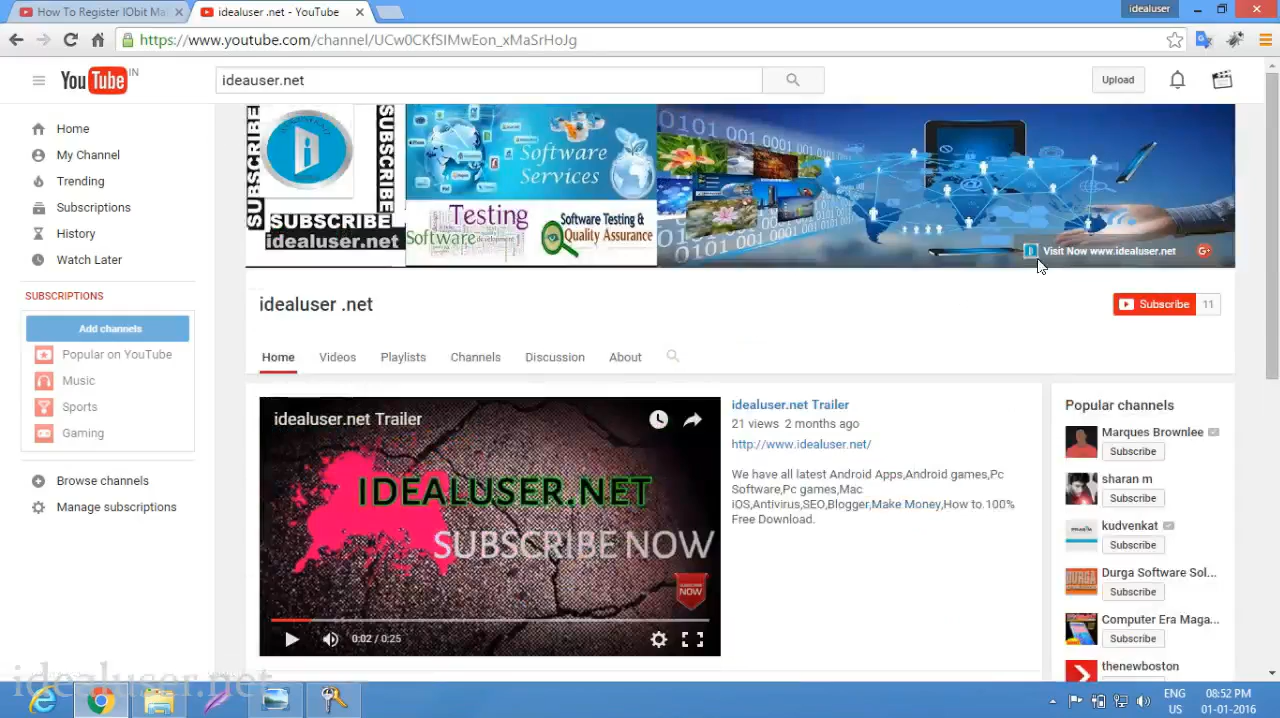 How To Register IObit Ma
idealuser .net - YouTube
idealuser
https://www.youtube.com/channel/UCw0CKfSIMwEon_xMaSrHoJg
YouTube IN
ideauser.net
Upload
Home
My Channel
Trending
Subscriptions
History
Watch Later
SUBSCRIPTIONS
Add channels
Popular on YouTube
Music
Sports
Gaming
Browse channels
Manage subscriptions
SUBSCRIBE
SUBSCRIBE
SUBSCRIBE
idealuser.net
Software
Services
Testing
Software
Software Testing &
Quality Assurance
0101 001 0001 0 101
Visit Now www.idealuser.net
idealuser .net
Subscribe 11
Home Videos Playlists Channels Discussion About
idealuser.net Trailer
IDEALUSER.NET
SUBSCRIBE NOW
SUBSCRIBE
NOW
0:02 / 0:25
idealuser.net Trailer
21 views 2 months ago
http://www.idealuser.net/
We have all latest Android Apps,Android games,Pc
Software,Pc games,Mac
iOS,Antivirus,SEO,Blogger,Make Money,How to.100%
Free Download.
Popular channels
Marques Brownlee
Subscribe
sharan m
Subscribe
kudvenkat
Subscribe
Durga Software Sol...
Subscribe
Computer Era Maga...
Subscribe
thenewboston
idealuser.net
ENG
US
08:52 PM
01-01-2016